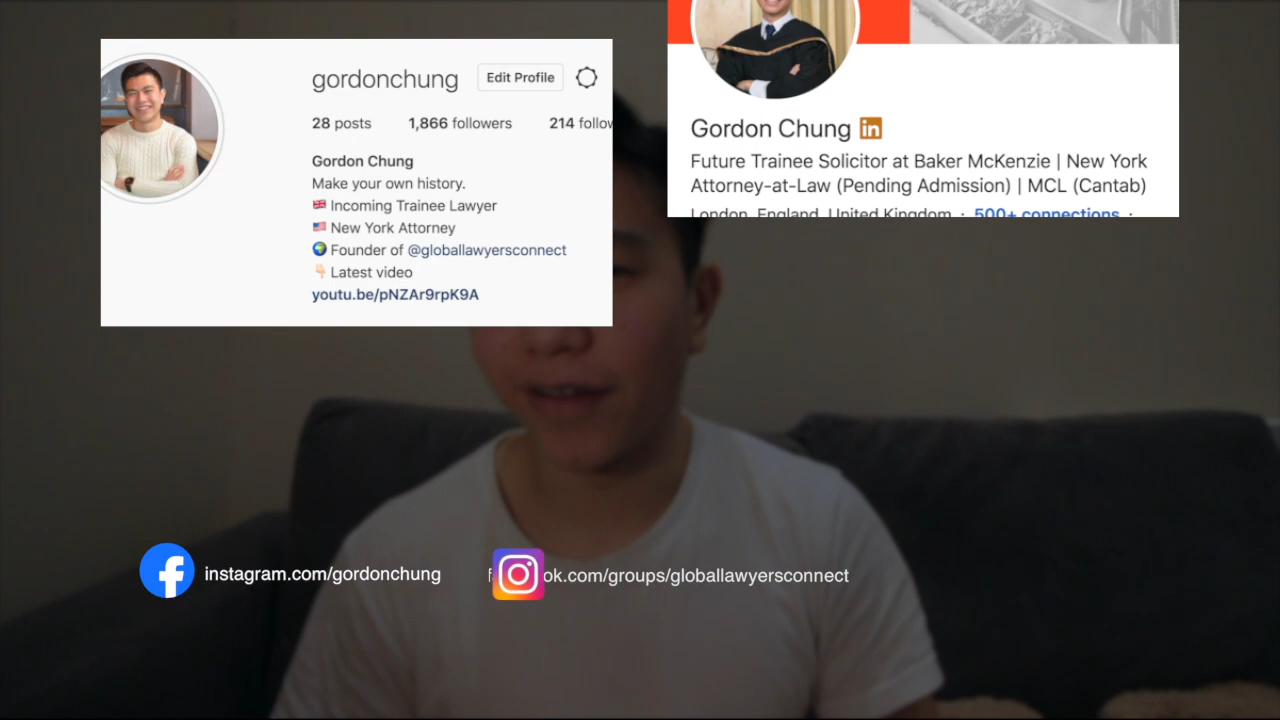 gordonchung Edit Profile
28 posts 1,866 followers 214 follow
Gordon Chung
Make your own history.
Incoming Trainee Lawyer
New York Attorney
Founder of @globallawyersconnect
Latest video
youtu.be/pNZAr9rpK9A
Gordon Chung in
Future Trainee Solicitor at Baker McKenzie | New York
Attorney-at-Law (Pending Admission) | MCL (Cantab)
London, England, United Kingdom · 500+ connections ·
instagram.com/gordonchung
f ok.com/groups/globallawyersconnect